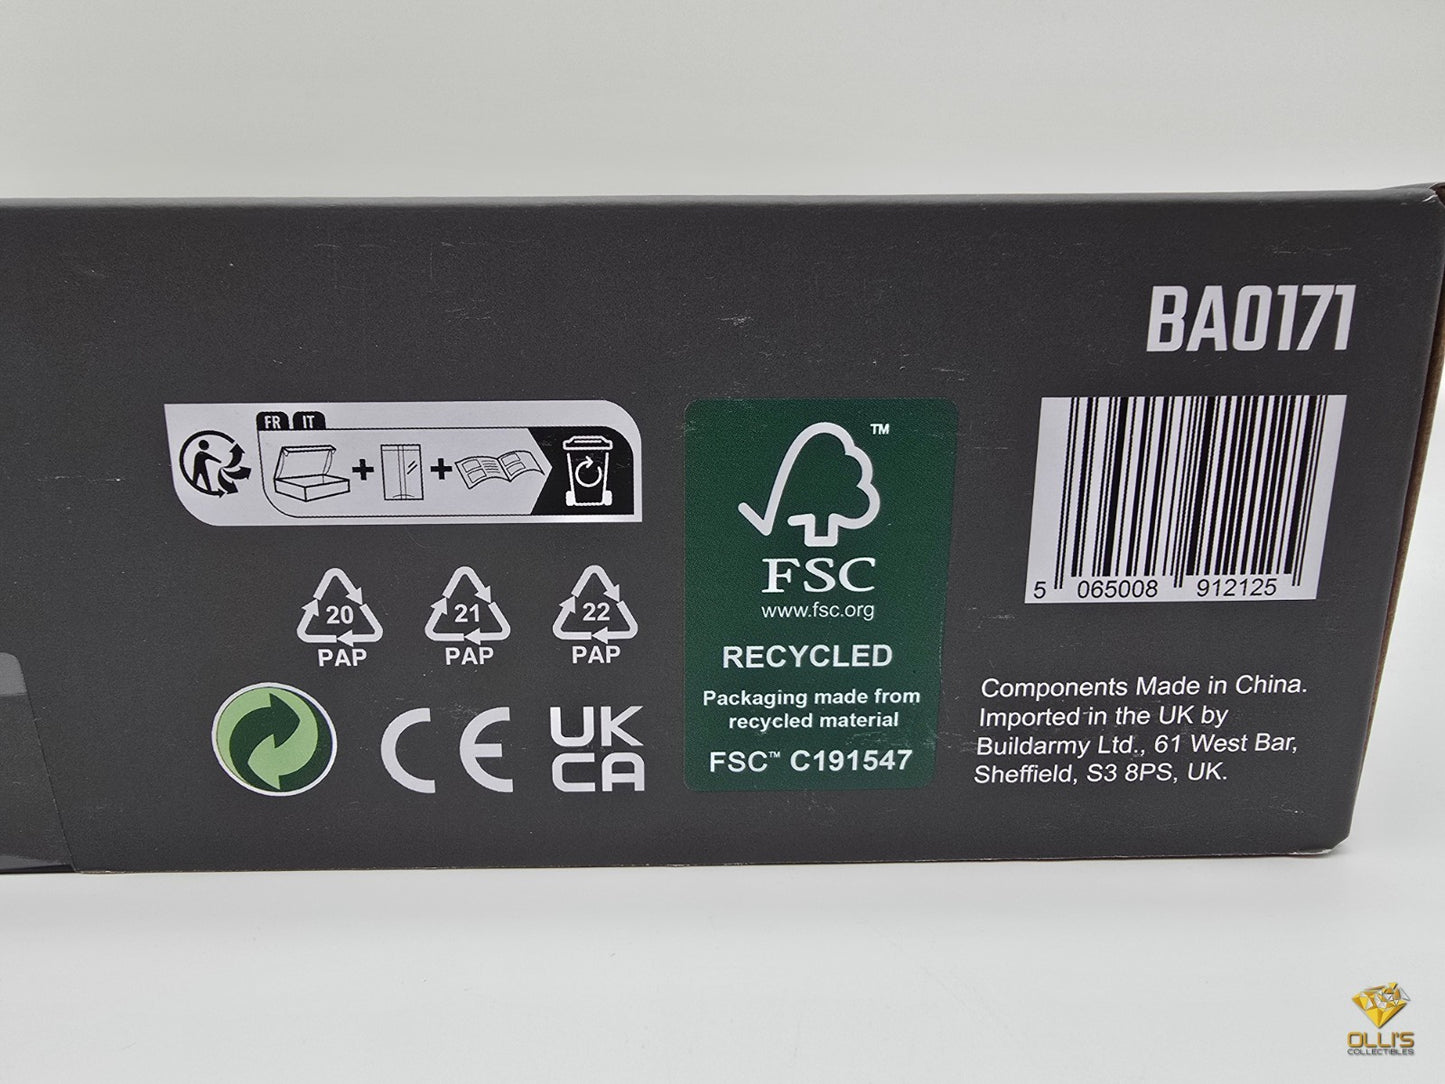 BA0171
FR IT
5 065008 912125
20 21 22
PAP PAP PAP
CE
UK
CA
™
FSC
www.fsc.org
RECYCLED
Packaging made from
recycled material
FSC™ C191547
Components Made in China.
Imported in the UK by
Buildarmy Ltd., 61 West Bar,
Sheffield, S3 8PS, UK.
OLLI'S
COLLECTIBLES